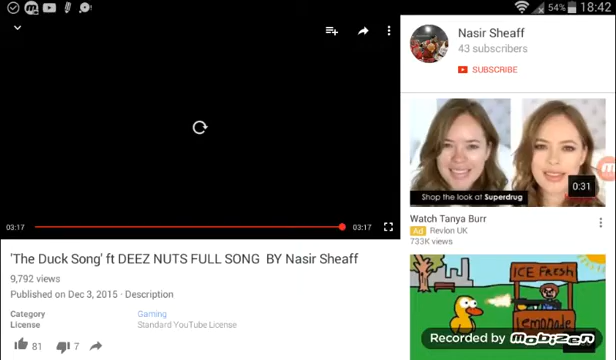 54% 18:42
Nasir Sheaff
43 subscribers
SUBSCRIBE
03:17 03:17
'The Duck Song' ft DEEZ NUTS FULL SONG BY Nasir Sheaff
9,792 views
Published on Dec 3, 2015 · Description
Category Gaming
License Standard YouTube License
81 7
Shop the look at Superdrug
0:31
Watch Tanya Burr
Ad Revlon UK
733K views
ICE FRESH
Lemonade
Recorded by MOBIZEN